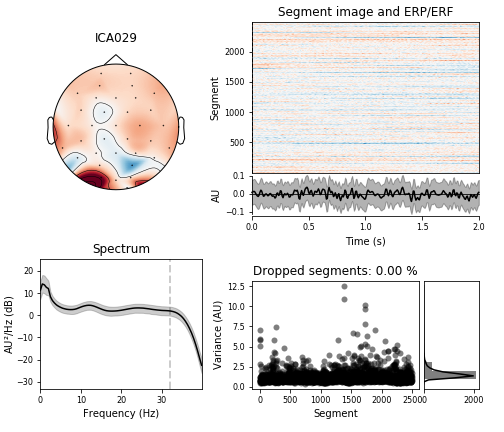 ICA029
Segment image and ERP/ERF
Segment
2000
1500
1000
500
AU
0.1
0.0
−0.1
0.0 0.5 1.0 1.5 2.0
Time (s)
Spectrum
AU²/Hz (dB)
20
10
0
−10
−20
−30
0 10 20 30
Frequency (Hz)
Dropped segments: 0.00 %
Variance (AU)
12.5
10.0
7.5
5.0
2.5
0.0
0 500 1000 1500 2000 2500 0 2000
Segment